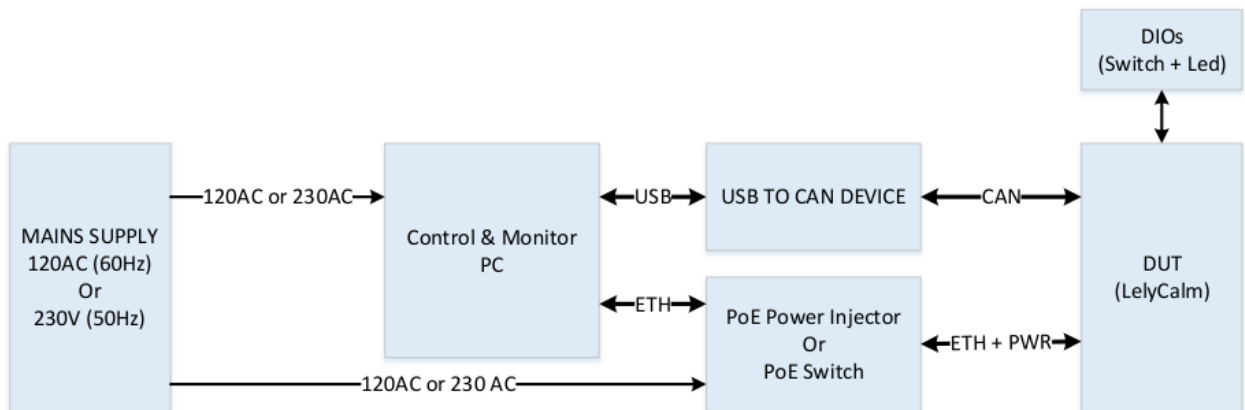 DIOs
(Switch + Led)
MAINS SUPPLY
120AC (60Hz)
Or
230V (50Hz)
120AC or 230AC
Control & Monitor
PC
USB
USB TO CAN DEVICE
CAN
DUT
(LelyCalm)
ETH
PoE Power Injector
Or
PoE Switch
ETH + PWR
120AC or 230 AC